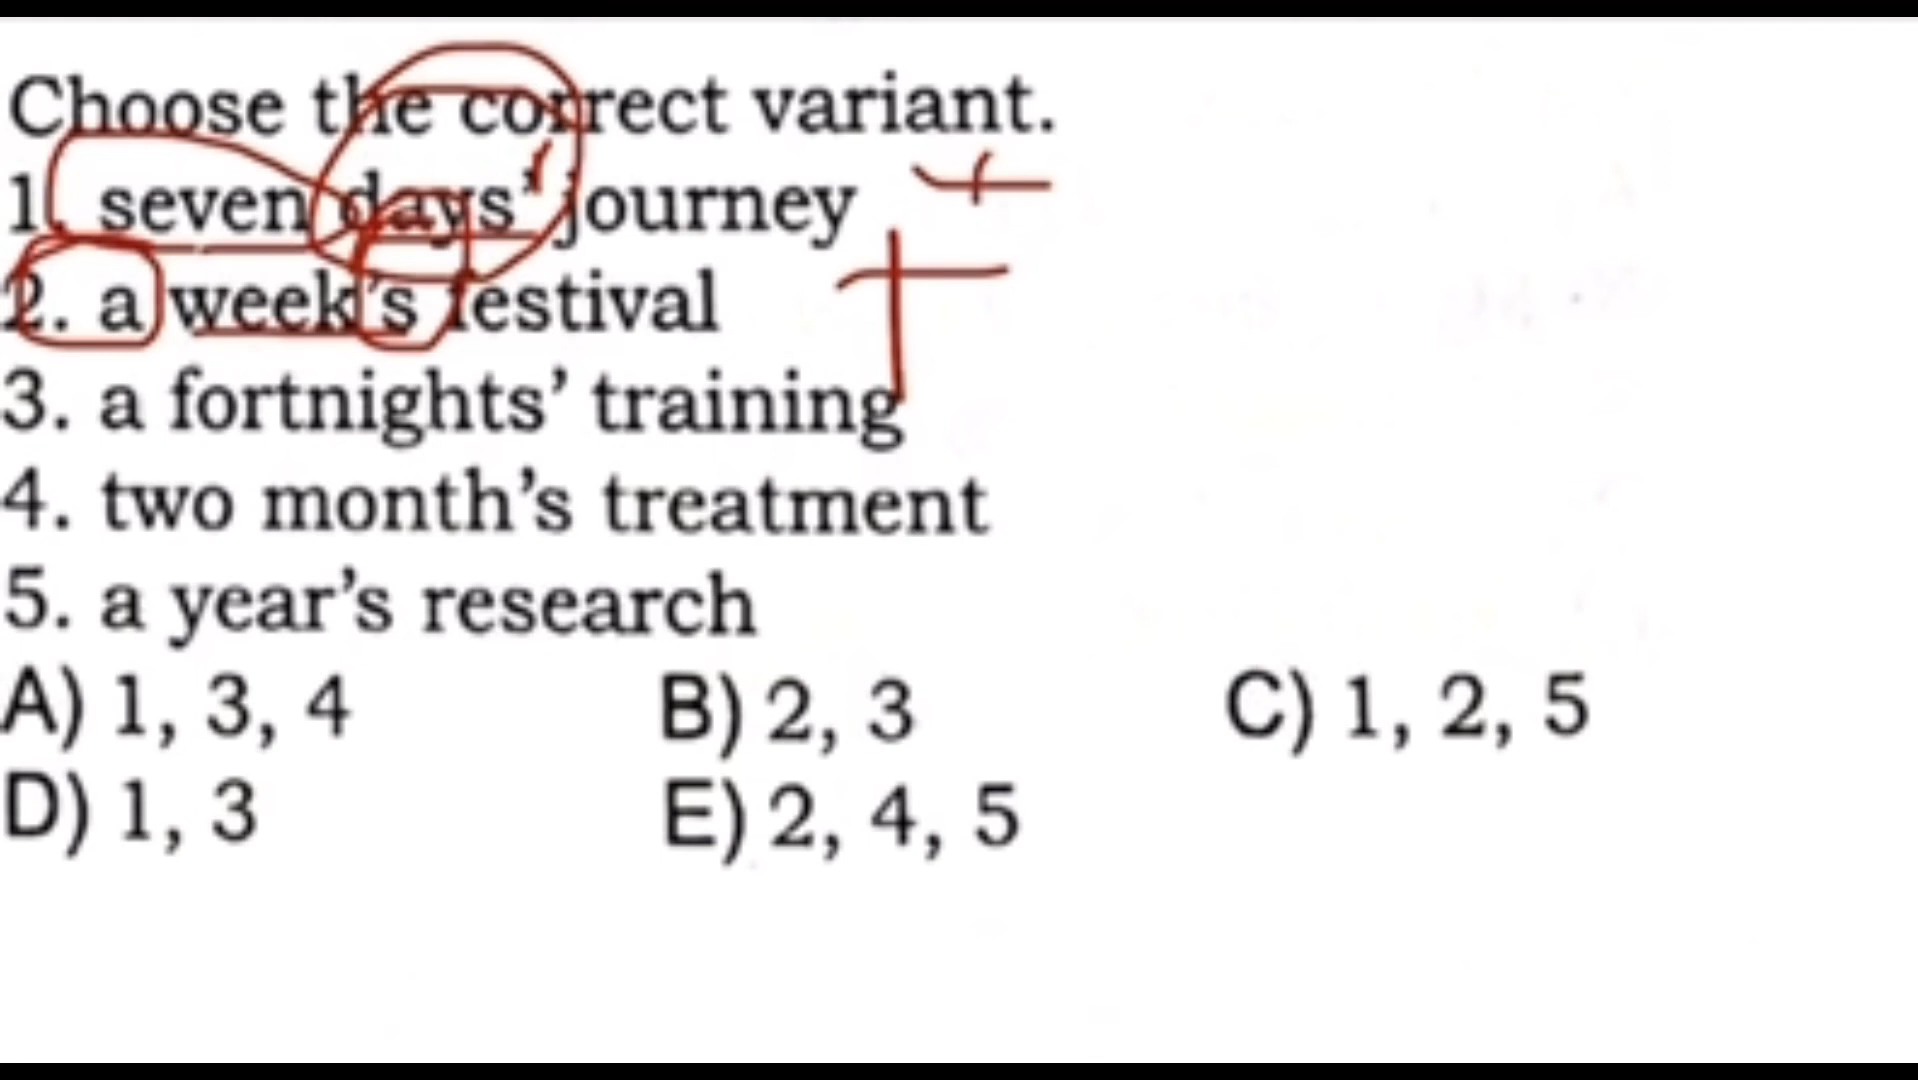 Choose the correct variant.
1. seven days’ journey
2. a week’s festival
3. a fortnights’ training
4. two month’s treatment
5. a year’s research
A) 1, 3, 4 B) 2, 3 C) 1, 2, 5
D) 1, 3 E) 2, 4, 5